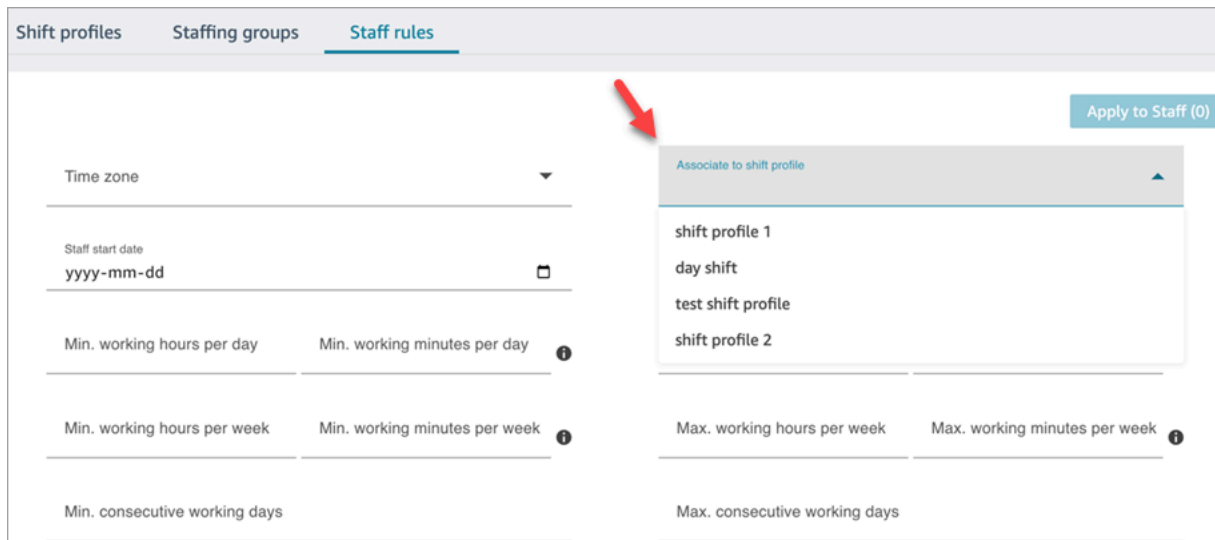 Shift profiles Staffing groups Staff rules
Apply to Staff (0)
Time zone
Associate to shift profile
shift profile 1
day shift
test shift profile
shift profile 2
Staff start date
yyyy-mm-dd
Min. working hours per day Min. working minutes per day
Min. working hours per week Min. working minutes per week
Max. working hours per week Max. working minutes per week
Min. consecutive working days
Max. consecutive working days